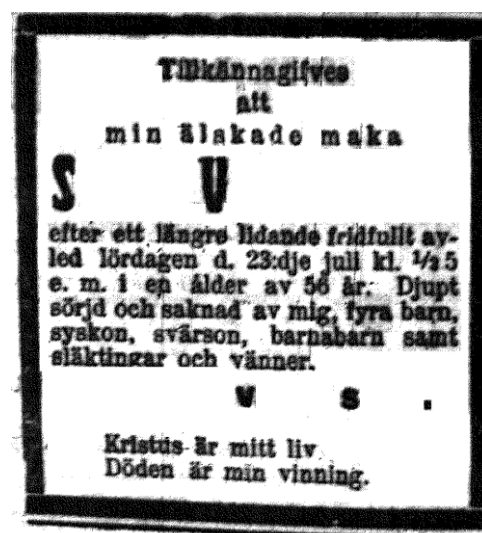 Tillkännagifves
att
min älskade maka
S V
efter ett längre lidande fridfullt av-
led lördagen d. 23:dje juli kl. ½5
e. m. i en ålder av 56 år. Djupt
sörjd och saknad av mig, fyra barn,
syskon, svärson, barnabarn samt
släktingar och vänner.
v s .
Kristus är mitt liv
Döden är min vinning.